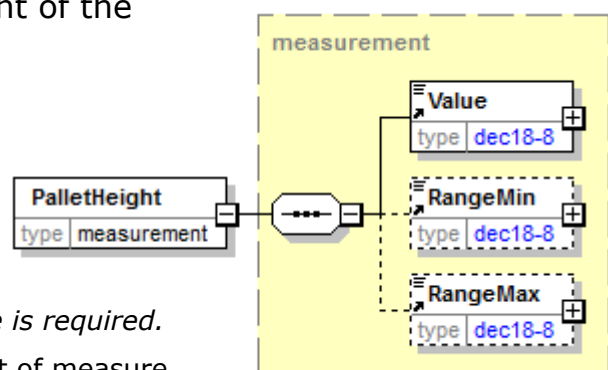 nt of the
measurement
Value
type dec18-8
PalletHeight
type measurement
RangeMin
type dec18-8
RangeMax
type dec18-8
e is required.
t of measure